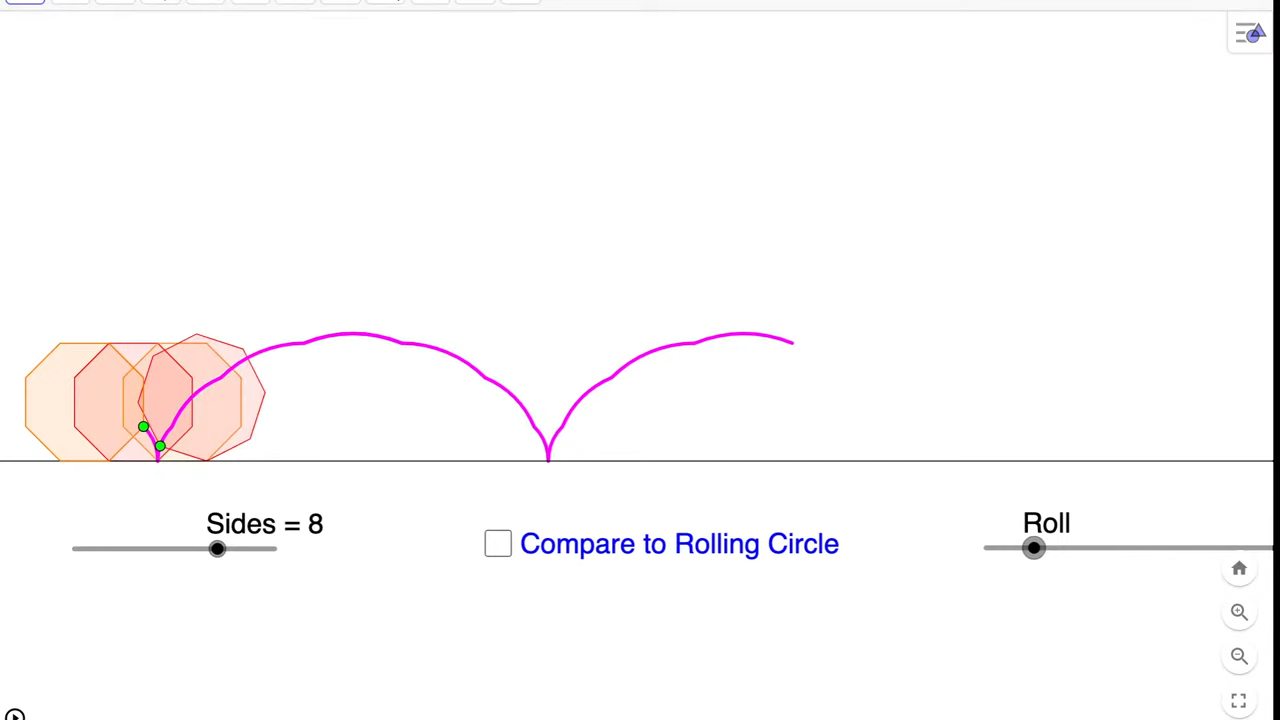 Sides = 8
Compare to Rolling Circle
Roll